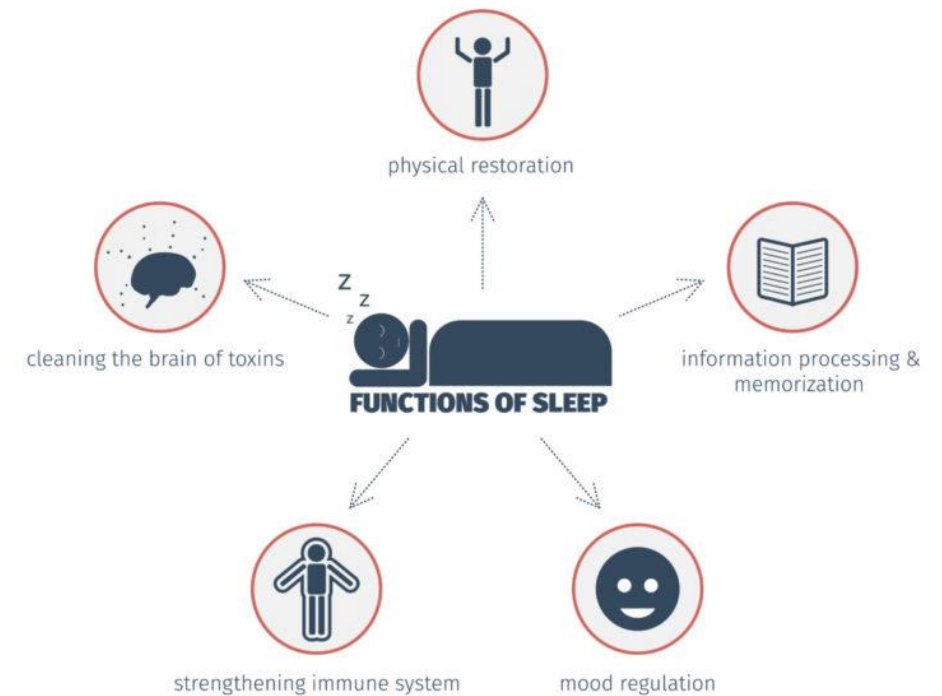 physical restoration
cleaning the brain of toxins
Z
Z
z
information processing &
memorization
FUNCTIONS OF SLEEP
strengthening immune system
mood regulation